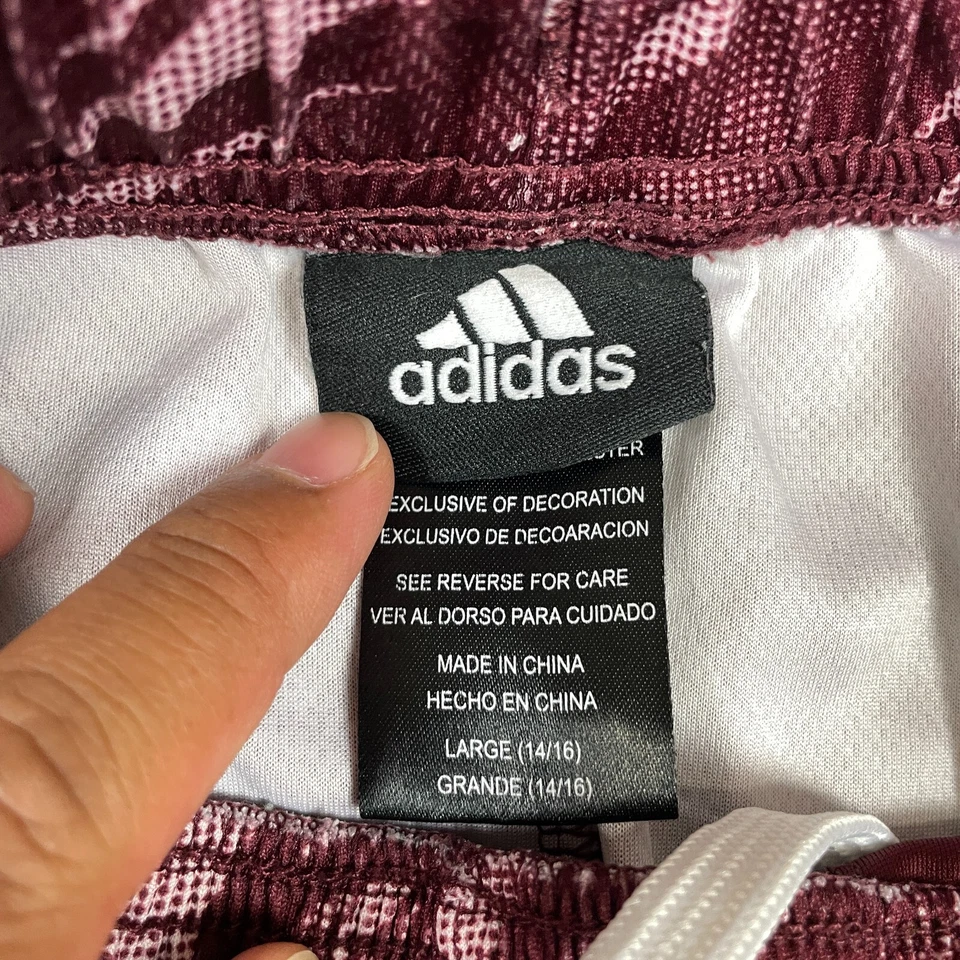 adidas
EXCLUSIVE OF DECORATION
EXCLUSIVO DE DECOARACION
SEE REVERSE FOR CARE
VER AL DORSO PARA CUIDADO
MADE IN CHINA
HECHO EN CHINA
LARGE (14/16)
GRANDE (14/16)